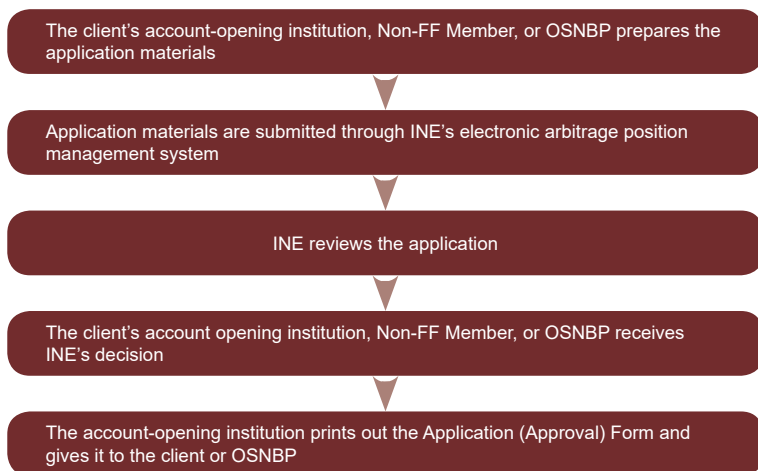 The client’s account-opening institution, Non-FF Member, or OSNBP prepares the
application materials
Application materials are submitted through INE’s electronic arbitrage position
management system
INE reviews the application
The client’s account opening institution, Non-FF Member, or OSNBP receives
INE’s decision
The account-opening institution prints out the Application (Approval) Form and
gives it to the client or OSNBP